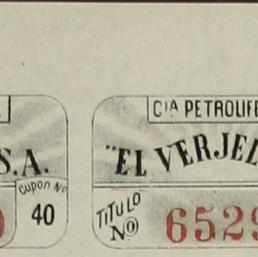 S.A.
Cupon No
40
CIA PETROLIFE
"EL VERJEL
TITULO
No 6529